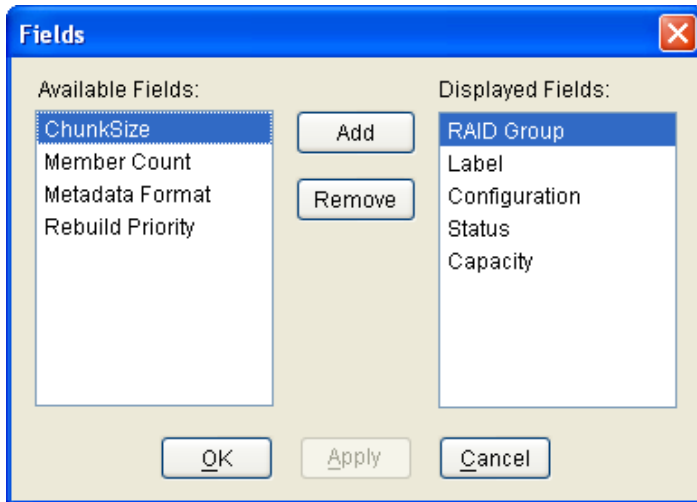 Fields
Available Fields:
ChunkSize
Member Count
Metadata Format
Rebuild Priority
Add
Remove
Displayed Fields:
RAID Group
Label
Configuration
Status
Capacity
OK
Apply
Cancel